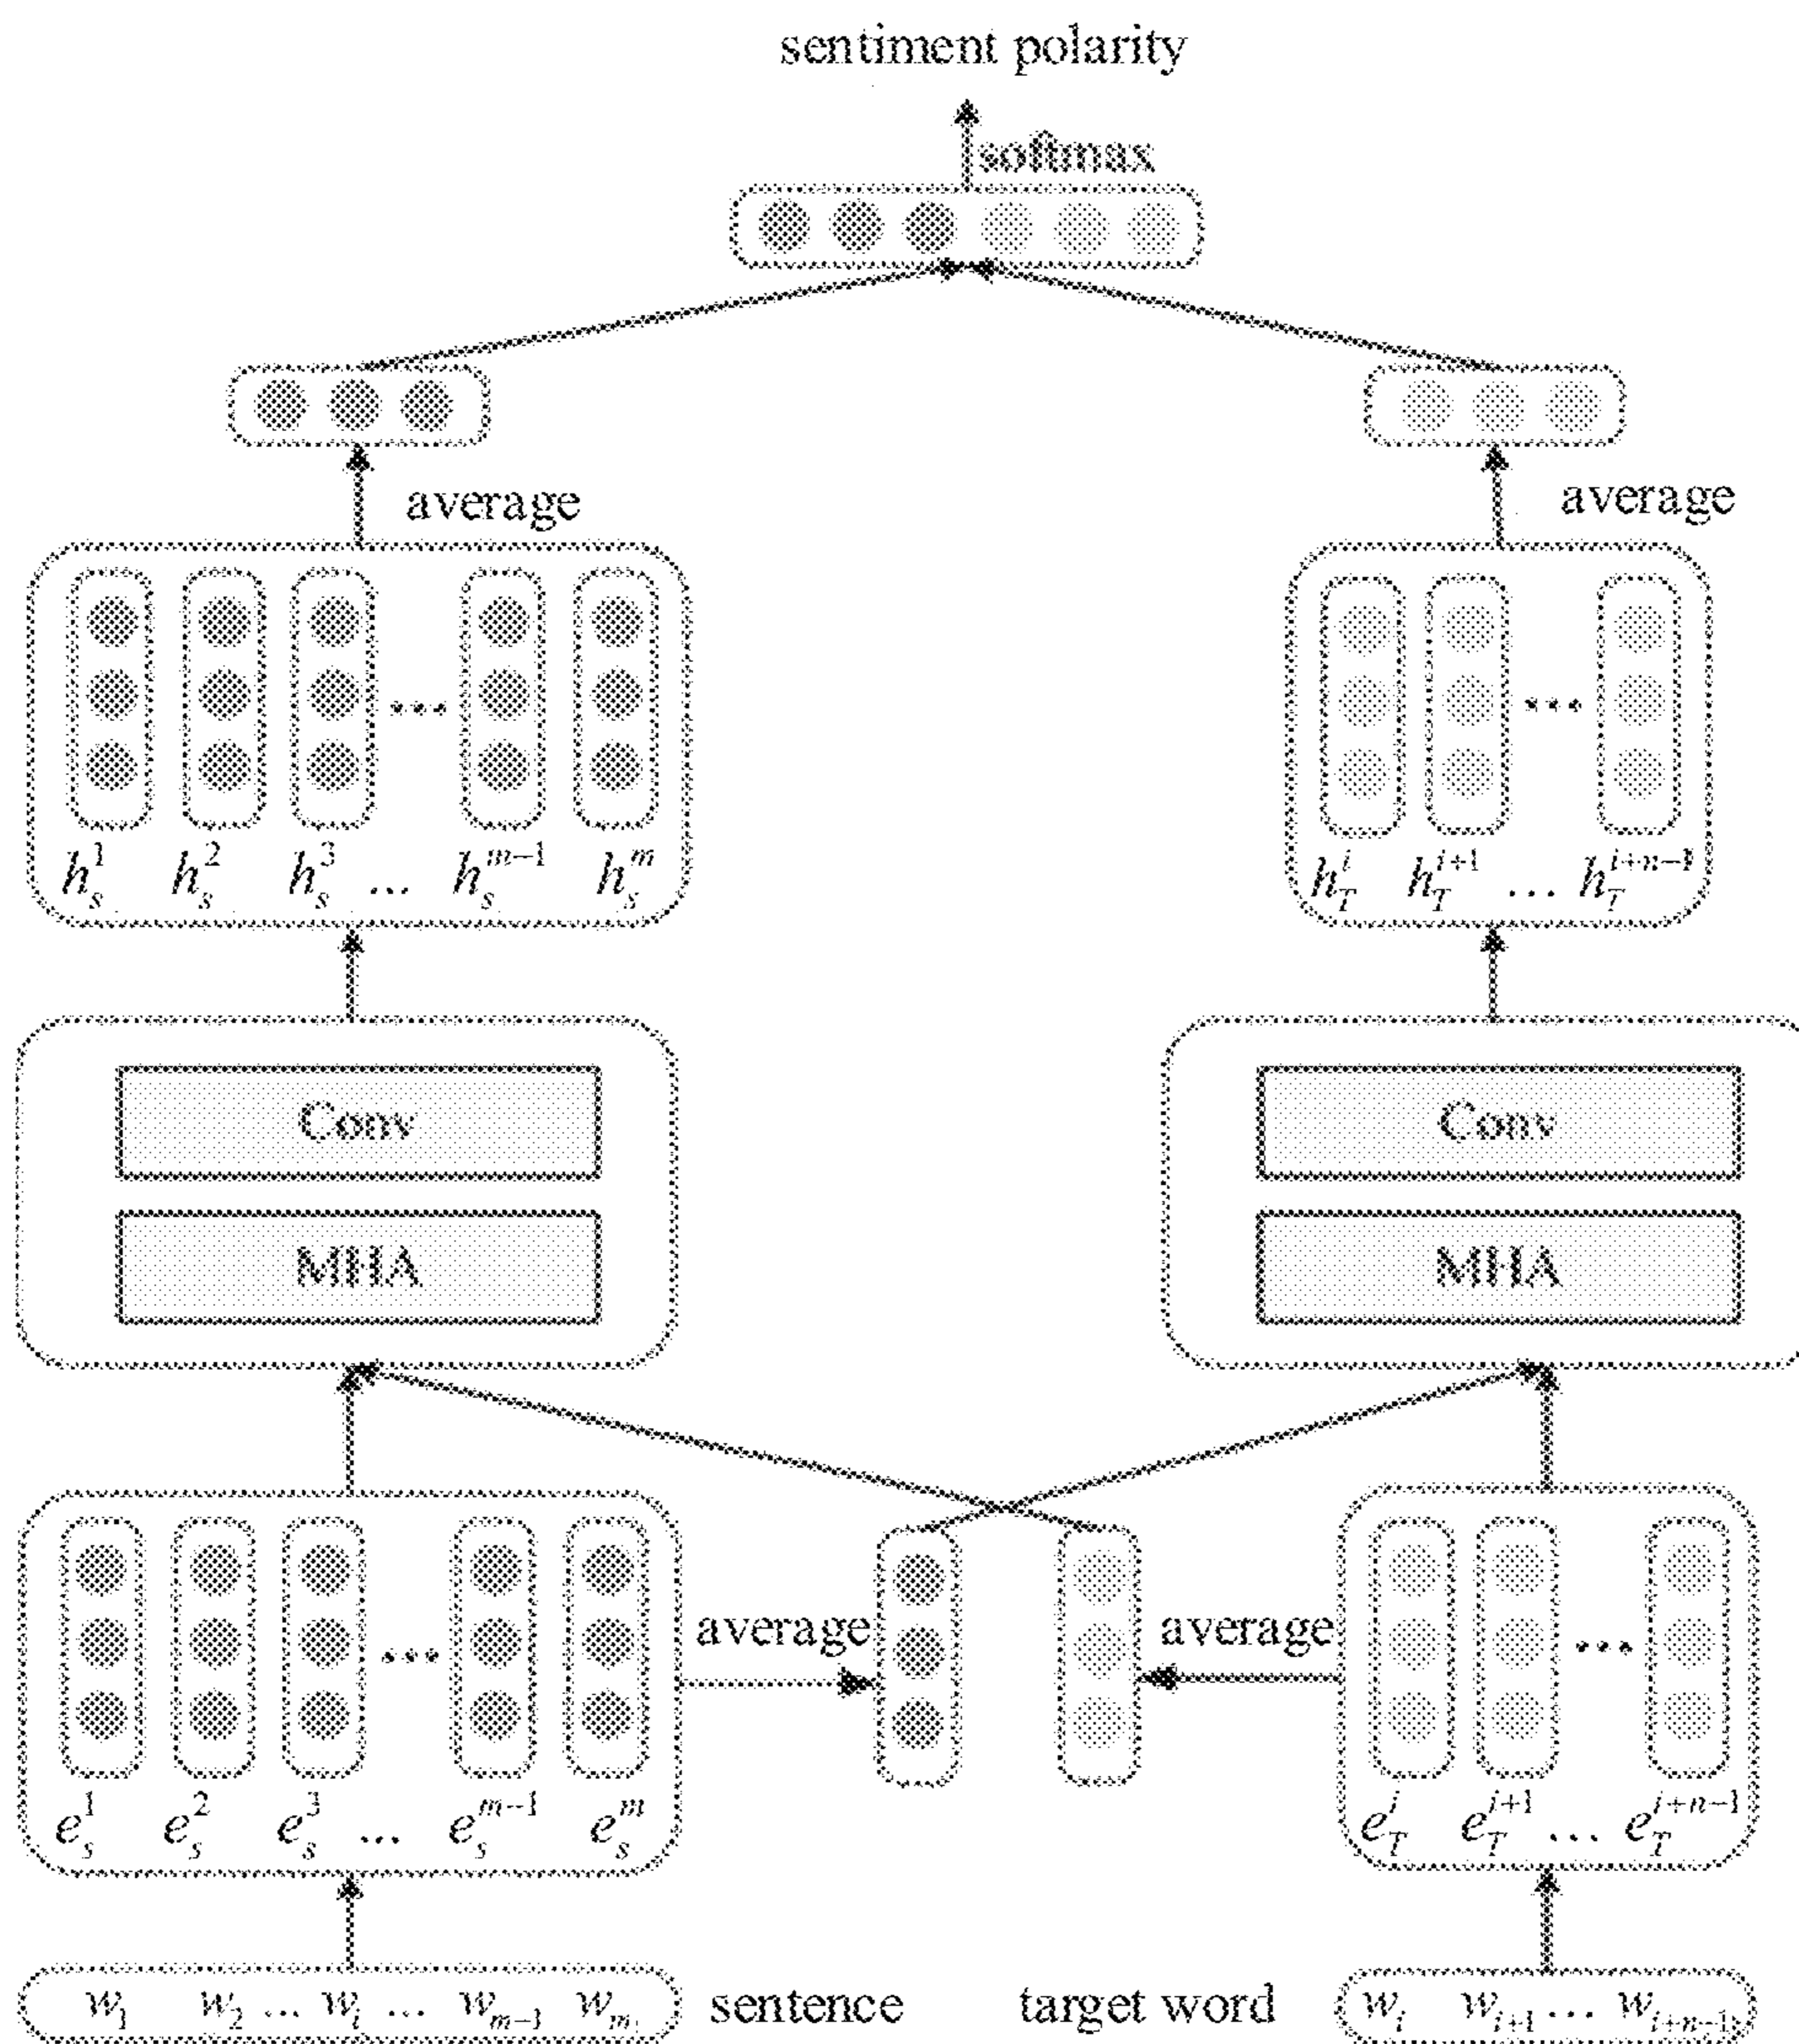 sentiment polarity
softmax
average
average
h_s^1 h_s^2 h_s^3 ... h_s^{m-1} h_s^m
h_T^i h_T^{i+1} ... h_T^{i+n-1}
Conv
MHA
Conv
MHA
average
average
e_s^1 e_s^2 e_s^3 ... e_s^{m-1} e_s^m
e_T^i e_T^{i+1} ... e_T^{i+n-1}
w_1 w_2 ... w_i ... w_{m-1} w_m
sentence
target word
w_i w_{i+1} ... w_{i+n-1}